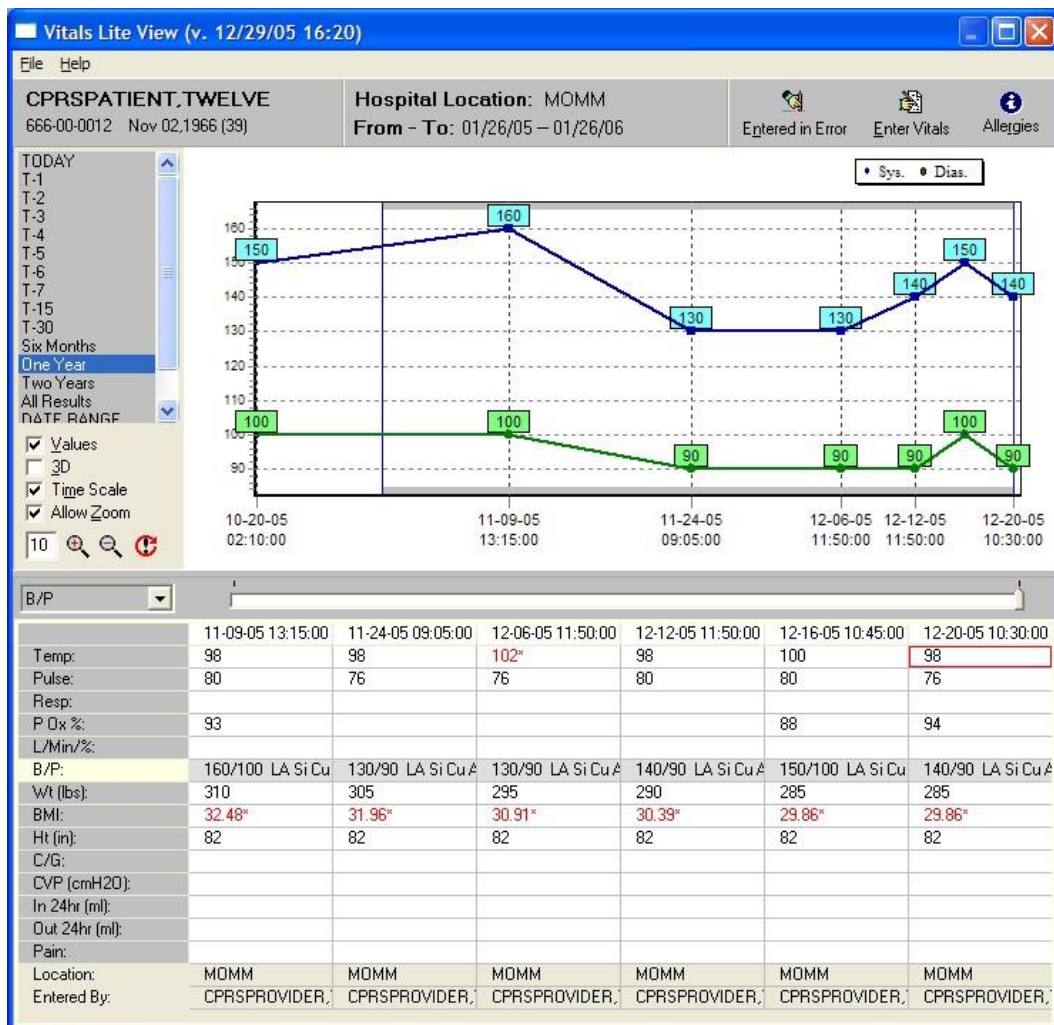 Vitals Lite View (v. 12/29/05 16:20)
File Help
CPRSPATIENT,TWELVE
666-00-0012 Nov 02,1966 (39)
Hospital Location: MOMM
From - To: 01/26/05 – 01/26/06
Entered in Error Enter Vitals Allergies
TODAY
T-1
T-2
T-3
T-4
T-5
T-6
T-7
T-15
T-30
Six Months
One Year
Two Years
All Results
DATE RANGE
Values
3D
Time Scale
Allow Zoom
10
Sys. Dias.
160
150
140
130
120
110
100
90
150 160 130 130 140 150 140
100 100 90 90 90 100 90
10-20-05 11-09-05 11-24-05 12-06-05 12-12-05 12-20-05
02:10:00 13:15:00 09:05:00 11:50:00 11:50:00 10:30:00
B/P
11-09-05 13:15:00 11-24-05 09:05:00 12-06-05 11:50:00 12-12-05 11:50:00 12-16-05 10:45:00 12-20-05 10:30:00
Temp: 98 98 102* 98 100 98
Pulse: 80 76 76 80 80 76
Resp:
P Ox %: 93 88 94
L/Min/%:
B/P: 160/100 LA Si Cu 130/90 LA Si Cu A 130/90 LA Si Cu A 140/90 LA Si Cu A 150/100 LA Si Cu 140/90 LA Si Cu A
Wt (lbs): 310 305 295 290 285 285
BMI: 32.48* 31.96* 30.91* 30.39* 29.86* 29.86*
Ht (in): 82 82 82 82 82 82
C/G:
CVP (cmH2O):
In 24hr (ml):
Out 24hr (ml):
Pain:
Location: MOMM MOMM MOMM MOMM MOMM MOMM
Entered By: CPRSPROVIDER, CPRSPROVIDER, CPRSPROVIDER, CPRSPROVIDER, CPRSPROVIDER, CPRSPROVIDER,